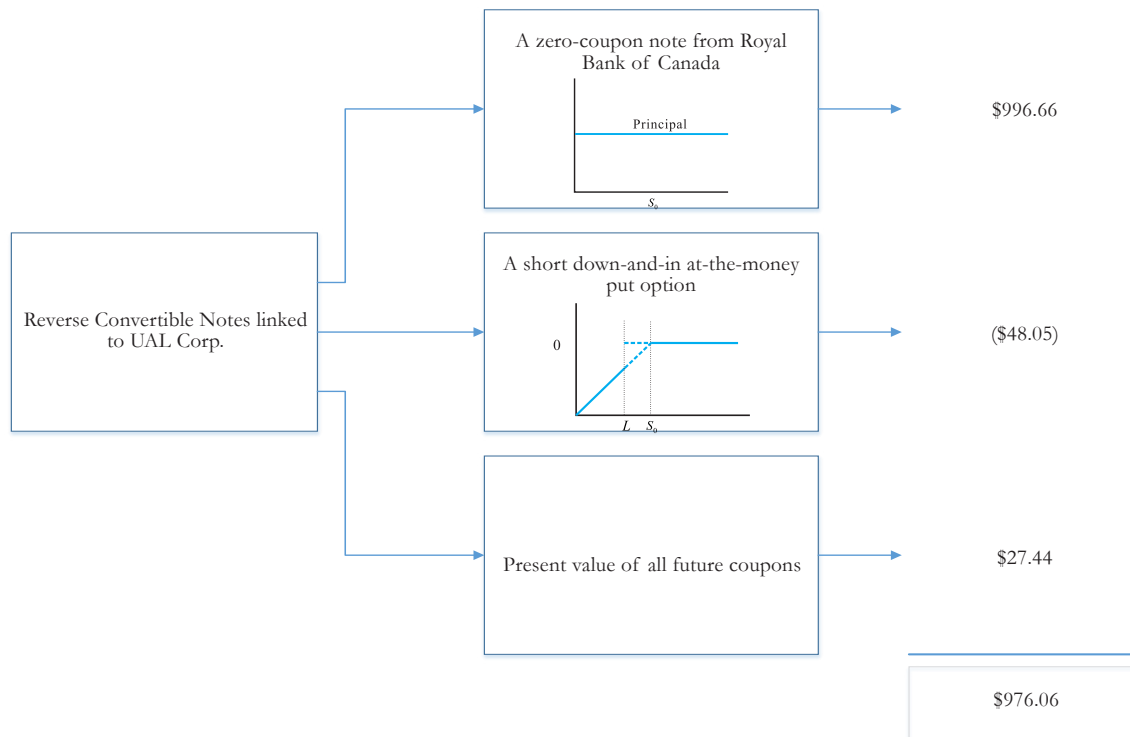 A zero-coupon note from Royal
Bank of Canada
Principal
S₀
$996.66
Reverse Convertible Notes linked
to UAL Corp.
A short down-and-in at-the-money
put option
0
L S₀
($48.05)
Present value of all future coupons
$27.44
$976.06